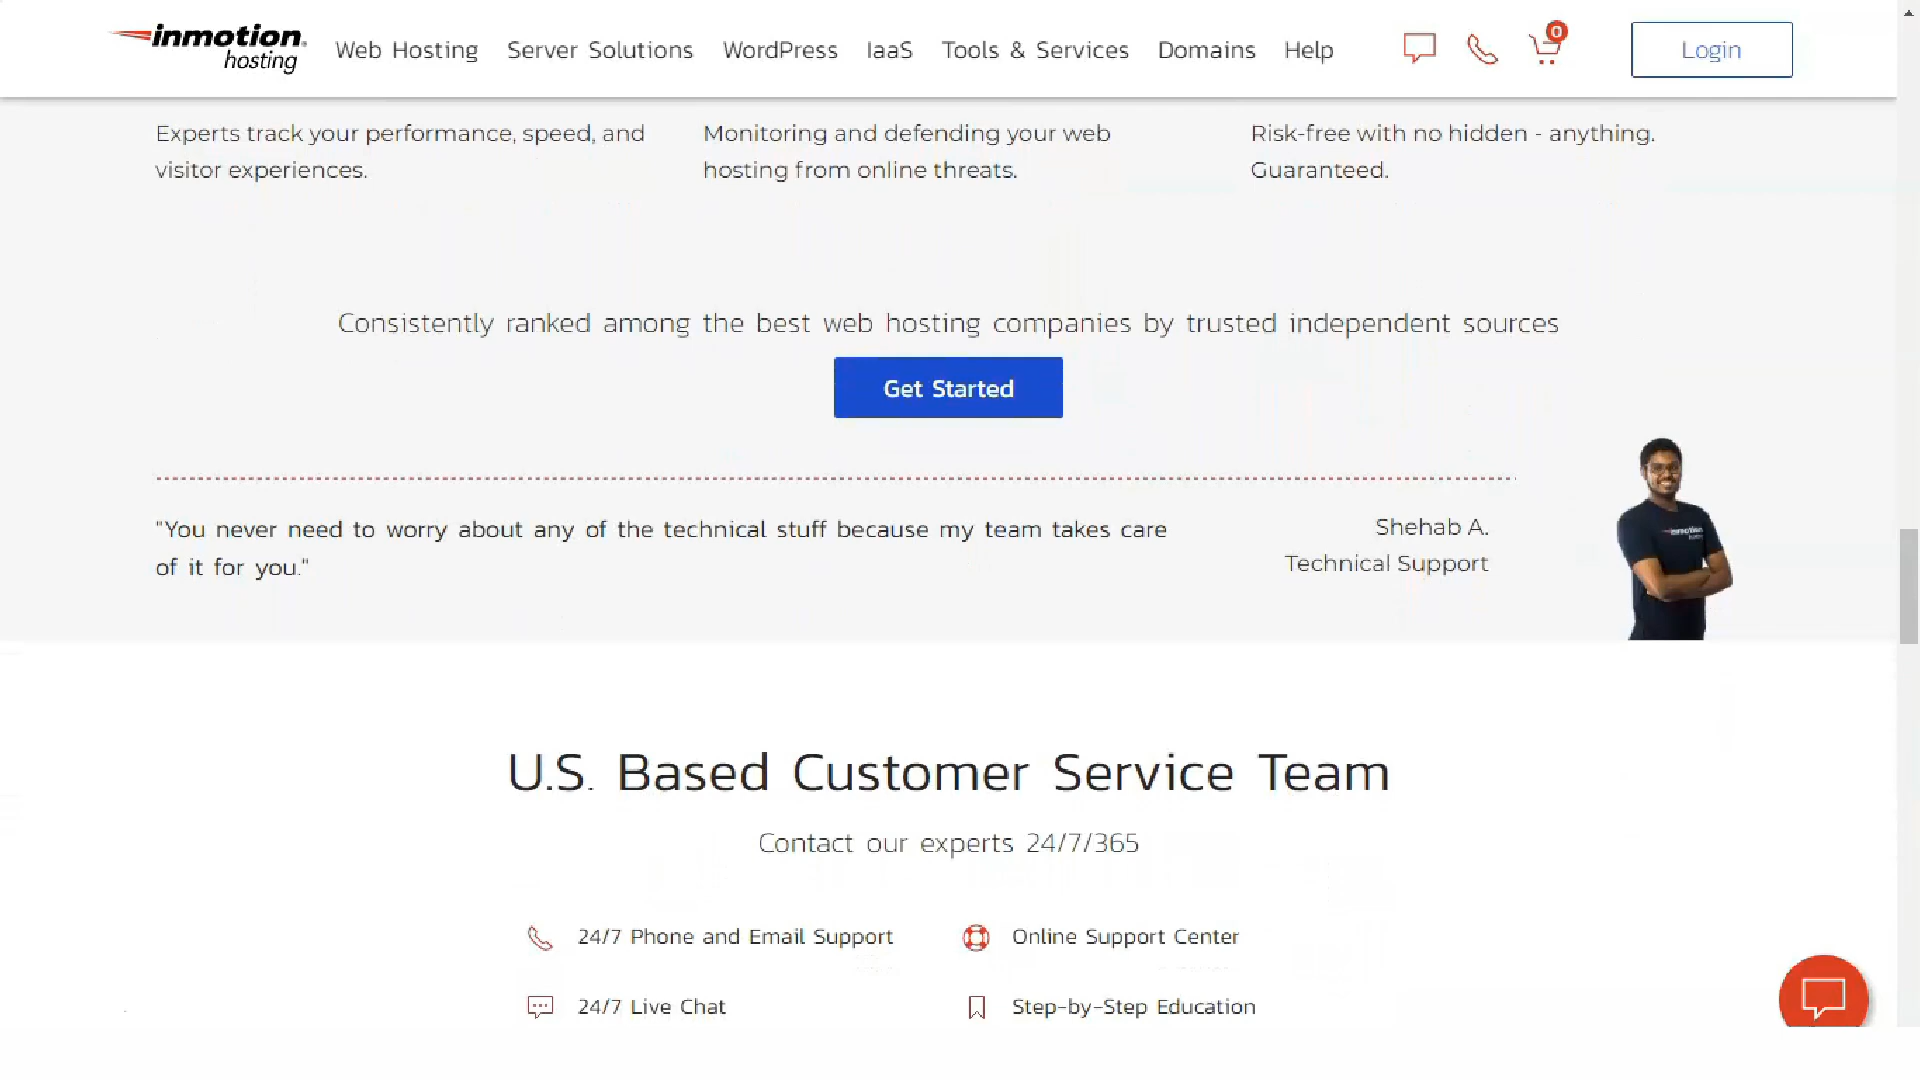 inmotion hosting
Web Hosting Server Solutions WordPress IaaS Tools & Services Domains Help 0 Login
Experts track your performance, speed, and
visitor experiences.
Monitoring and defending your web
hosting from online threats.
Risk-free with no hidden - anything.
Guaranteed.
Consistently ranked among the best web hosting companies by trusted independent sources
Get Started
"You never need to worry about any of the technical stuff because my team takes care
of it for you."
Shehab A.
Technical Support
inmotion
U.S. Based Customer Service Team
Contact our experts 24/7/365
24/7 Phone and Email Support
Online Support Center
24/7 Live Chat
Step-by-Step Education